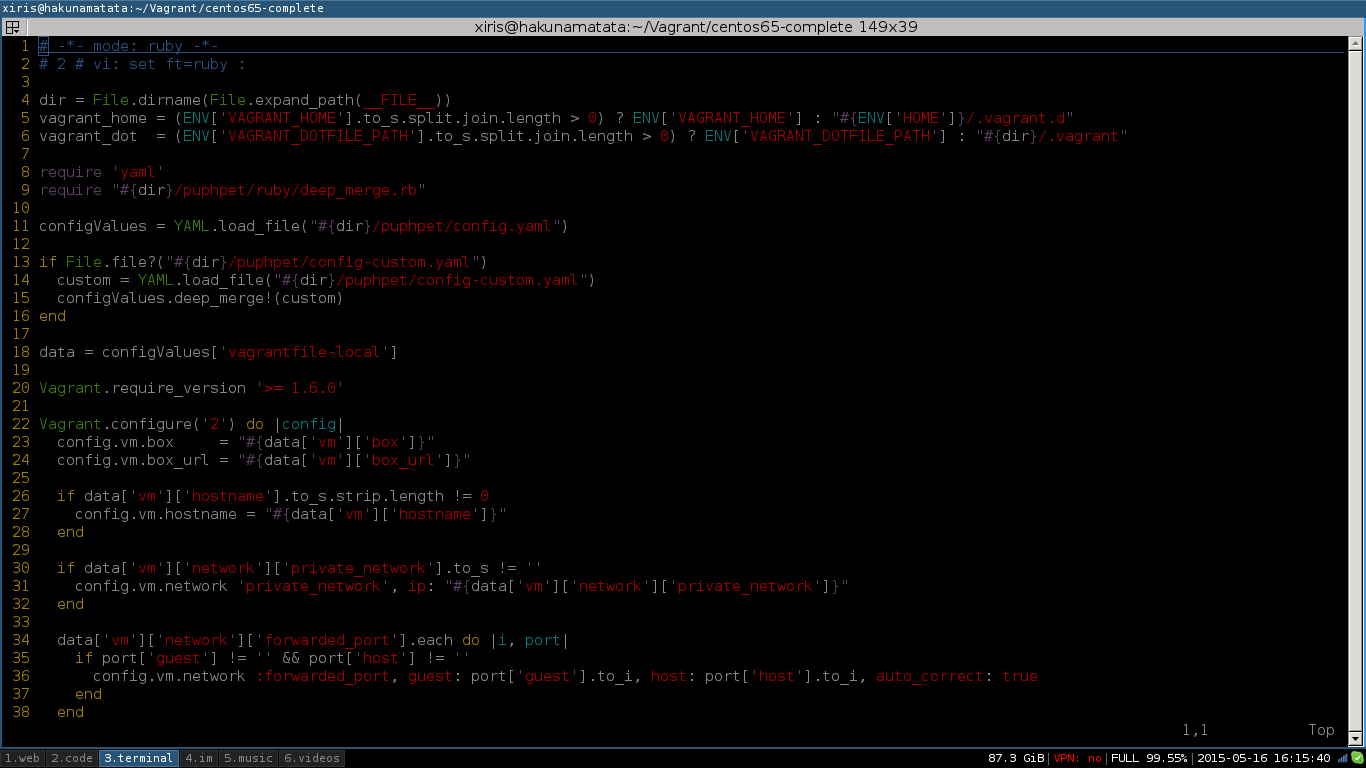 xiris@hakunamatata:~/Vagrant/centos65-complete
xiris@hakunamatata:~/Vagrant/centos65-complete 149x39
1 # -*- mode: ruby -*-
2 # 2 # vi: set ft=ruby :
3
4 dir = File.dirname(File.expand_path(__FILE__))
5 vagrant_home = (ENV['VAGRANT_HOME'].to_s.split.join.length > 0) ? ENV['VAGRANT_HOME'] : "#{ENV['HOME']}/.vagrant.d"
6 vagrant_dot  = (ENV['VAGRANT_DOTFILE_PATH'].to_s.split.join.length > 0) ? ENV['VAGRANT_DOTFILE_PATH'] : "#{dir}/.vagrant"
7
8 require 'yaml'
9 require "#{dir}/puphpet/ruby/deep_merge.rb"
10
11 configValues = YAML.load_file("#{dir}/puphpet/config.yaml")
12
13 if File.file?("#{dir}/puphpet/config-custom.yaml")
14   custom = YAML.load_file("#{dir}/puphpet/config-custom.yaml")
15   configValues.deep_merge!(custom)
16 end
17
18 data = configValues['vagrantfile-local']
19
20 Vagrant.require_version '>= 1.6.0'
21
22 Vagrant.configure('2') do |config|
23   config.vm.box     = "#{data['vm']['box']}"
24   config.vm.box_url = "#{data['vm']['box_url']}"
25
26   if data['vm']['hostname'].to_s.strip.length != 0
27     config.vm.hostname = "#{data['vm']['hostname']}"
28   end
29
30   if data['vm']['network']['private_network'].to_s != ''
31     config.vm.network 'private_network', ip: "#{data['vm']['network']['private_network']}"
32   end
33
34   data['vm']['network']['forwarded_port'].each do |i, port|
35     if port['guest'] != '' && port['host'] != ''
36       config.vm.network :forwarded_port, guest: port['guest'].to_i, host: port['host'].to_i, auto_correct: true
37     end
38   end
1,1 Top
1.web 2.code 3.terminal 4.im 5.music 6.videos 87.3 GiB|VPN: no|FULL 99.55%|2015-05-16 16:15:40